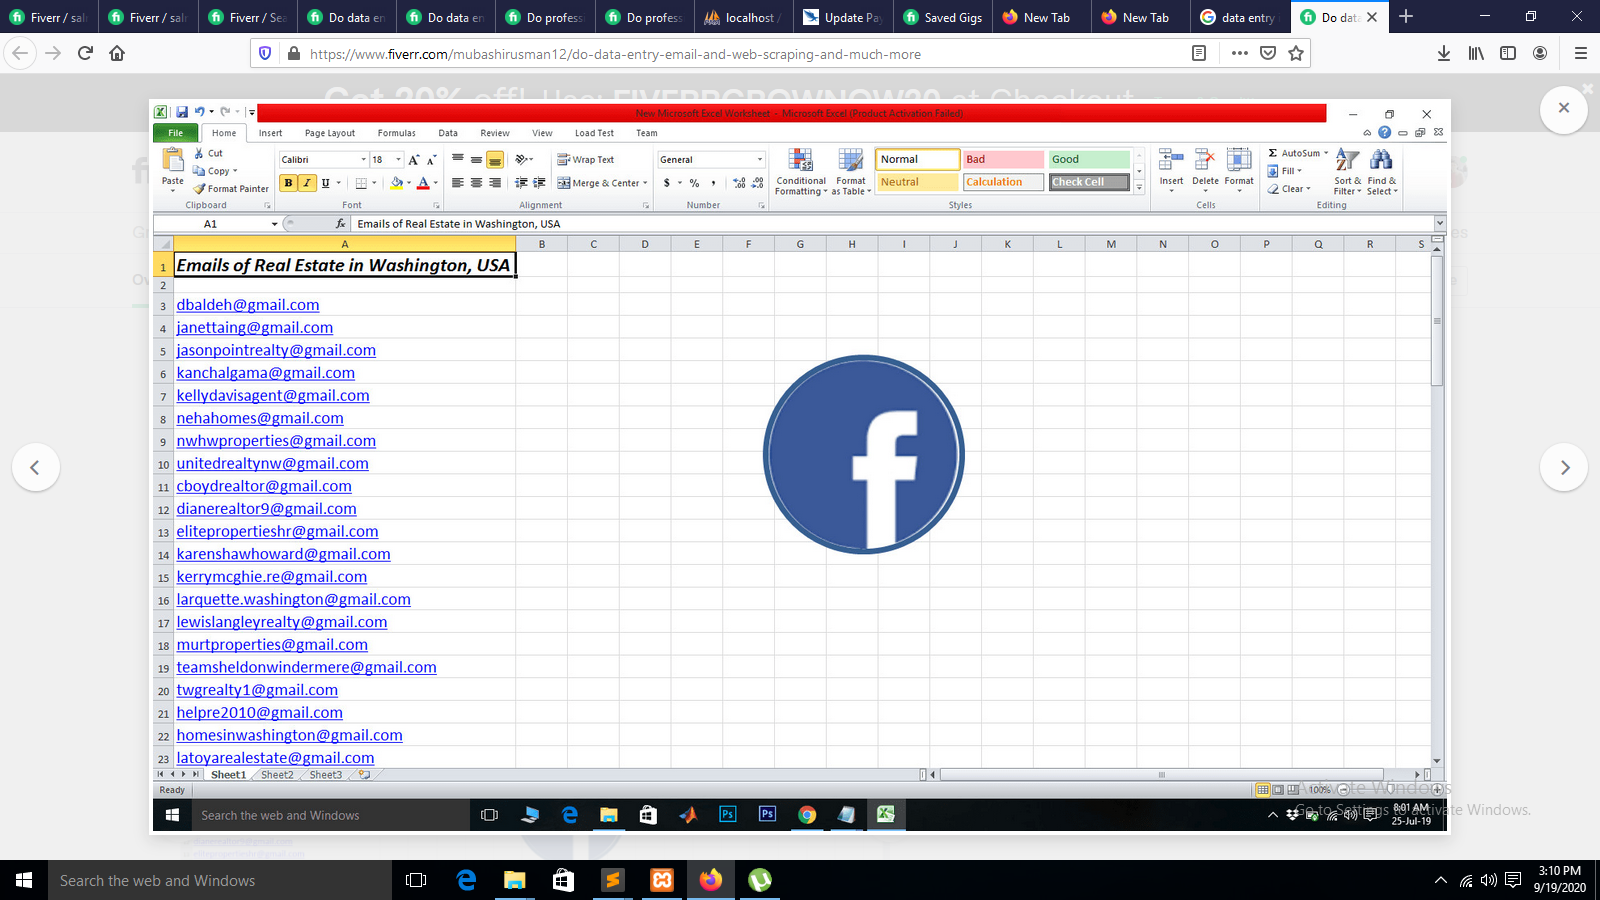 Fiverr / sal
Fiverr / sal
Fiverr / Sea
Do data en
Do data en
Do profess
Do profess
localhost /
Update Pay
Saved Gigs
New Tab
New Tab
data entry
Do data
https://www.fiverr.com/mubashirusman12/do-data-entry-email-and-web-scraping-and-much-more
New Microsoft Excel Worksheet - Microsoft Excel (Product Activation Failed)
File Home Insert Page Layout Formulas Data Review View Load Test Team
Paste
Cut
Copy
Format Painter
Clipboard
Calibri 18
B I U
Font
Wrap Text
Merge & Center
Alignment
General
$ % ,
Number
Conditional Formatting
Format as Table
Normal Bad Good
Neutral Calculation Check Cell
Styles
Insert Delete Format
Cells
AutoSum
Fill
Clear
Sort & Filter
Find & Select
Editing
A1 fx Emails of Real Estate in Washington, USA
A B C D E F G H I J K L M N O P Q R S
1 Emails of Real Estate in Washington, USA
2
3 dbaldeh@gmail.com
4 janettaing@gmail.com
5 jasonpointrealty@gmail.com
6 kanchalgama@gmail.com
7 kellydavisagent@gmail.com
8 nehahomes@gmail.com
9 nwhwproperties@gmail.com
10 unitedrealtynw@gmail.com
11 cboydrealtor@gmail.com
12 dianerealtor9@gmail.com
13 elitepropertieshr@gmail.com
14 karenshawhoward@gmail.com
15 kerrymcghie.re@gmail.com
16 larquette.washington@gmail.com
17 lewislangleyrealty@gmail.com
18 murtproperties@gmail.com
19 teamsheldonwindermere@gmail.com
20 twgrealty1@gmail.com
21 helpre2010@gmail.com
22 homesinwashington@gmail.com
23 latoyarealestate@gmail.com
Sheet1 Sheet2 Sheet3
Ready
100%
Activate Windows
Go to Settings to activate Windows.
Search the web and Windows
8:01 AM
25-Jul-19
Search the web and Windows
3:10 PM
9/19/2020